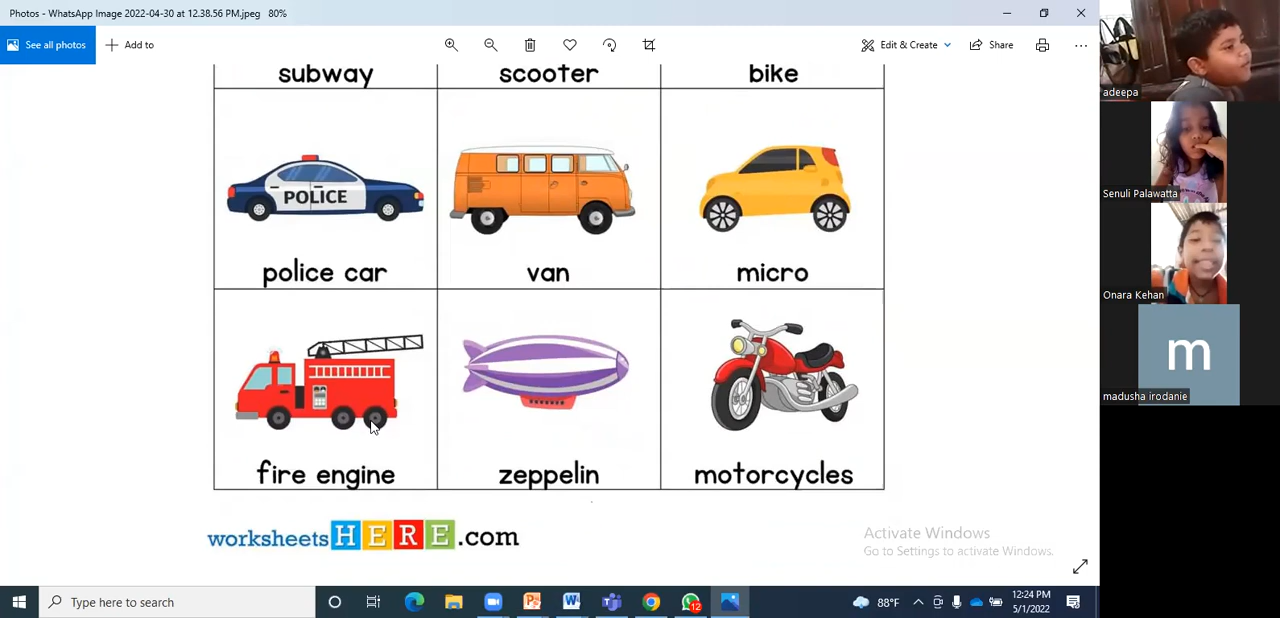 Photos - WhatsApp Image 2022-04-30 at 12.38.56 PM.jpeg 80%
See all photos
Add to
Edit & Create
Share
subway scooter bike
POLICE
police car van micro
fire engine zeppelin motorcycles
worksheetsHERE.com
Activate Windows
Go to Settings to activate Windows.
adeepa
Senuli Palawatta
Onara Kehan
m
madusha irodanie
Type here to search
12
88°F
12:24 PM
5/1/2022